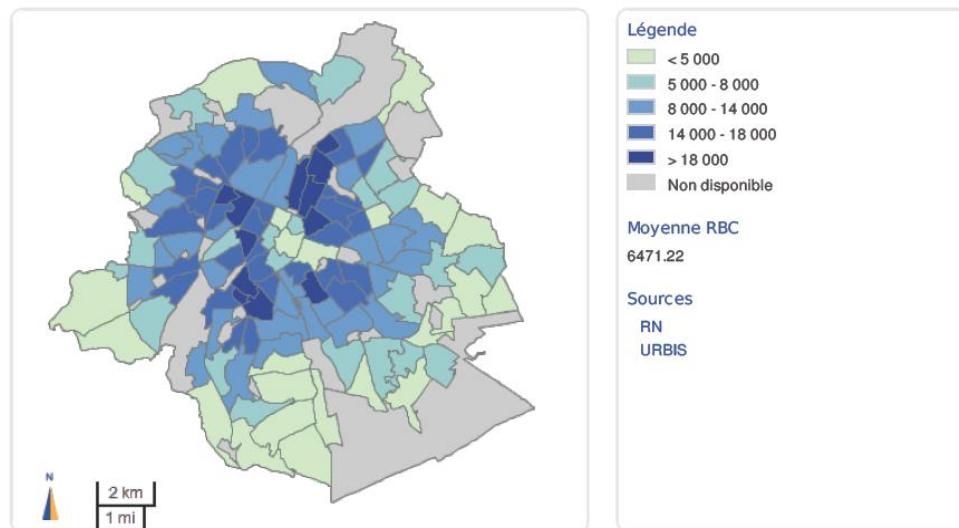 Légende
< 5 000
5 000 - 8 000
8 000 - 14 000
14 000 - 18 000
> 18 000
Non disponible
Moyenne RBC
6471.22
Sources
RN
URBIS
N
2 km
1 mi